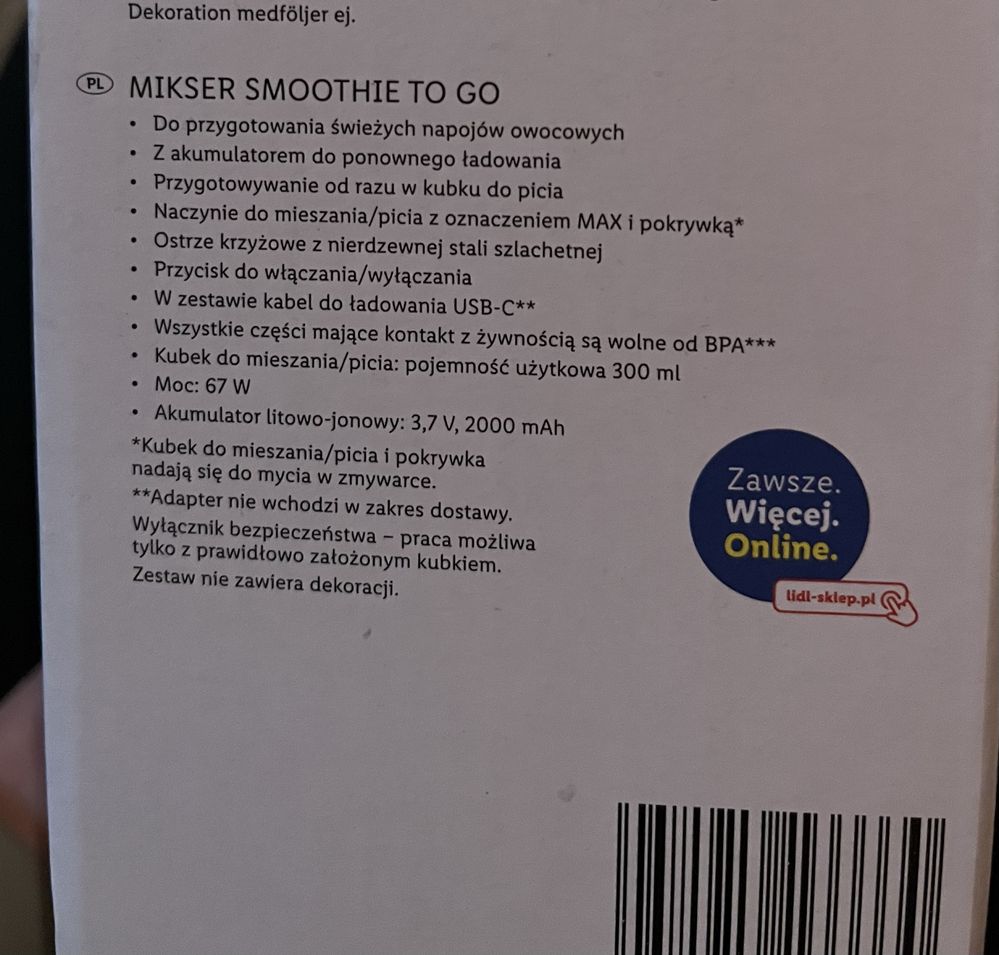 Dekoration medföljer ej.
PL MIKSER SMOOTHIE TO GO
• Do przygotowania świeżych napojów owocowych
• Z akumulatorem do ponownego ładowania
• Przygotowywanie od razu w kubku do picia
• Naczynie do mieszania/picia z oznaczeniem MAX i pokrywką*
• Ostrze krzyżowe z nierdzewnej stali szlachetnej
• Przycisk do włączania/wyłączania
• W zestawie kabel do ładowania USB-C**
• Wszystkie części mające kontakt z żywnością są wolne od BPA***
• Kubek do mieszania/picia: pojemność użytkowa 300 ml
• Moc: 67 W
• Akumulator litowo-jonowy: 3,7 V, 2000 mAh
*Kubek do mieszania/picia i pokrywka
nadają się do mycia w zmywarce.
**Adapter nie wchodzi w zakres dostawy.
Wyłącznik bezpieczeństwa – praca możliwa
tylko z prawidłowo założonym kubkiem.
Zestaw nie zawiera dekoracji.
Zawsze.
Więcej.
Online.
lidl-sklep.pl